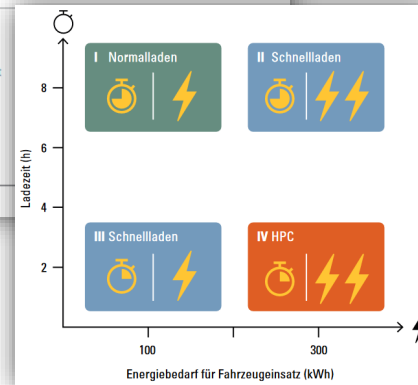 I Normalladen
II Schnellladen
8
6
Ladezeit (h)
4
III Schnellladen
IV HPC
2
100
300
Energiebedarf für Fahrzeugeinsatz (kWh)